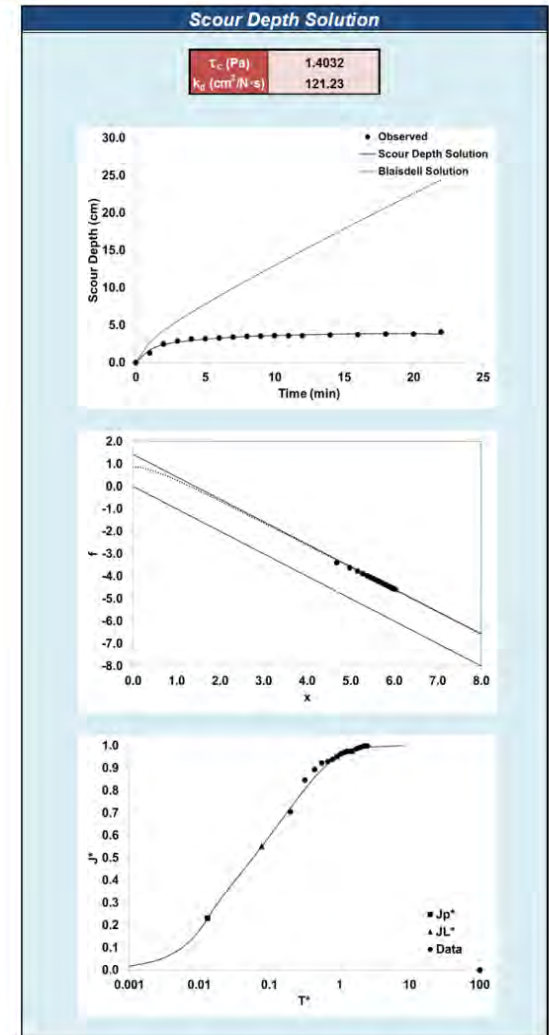 Scour Depth Solution
τc (Pa) 1.4032
kd (cm²/N·s) 121.23
30.0
25.0
20.0
15.0
10.0
5.0
0.0
Scour Depth (cm)
Observed
Scour Depth Solution
Blaisdell Solution
0 5 10 15 20 25
Time (min)
2.0
1.0
0.0
-1.0
-2.0
-3.0
-4.0
-5.0
-6.0
-7.0
-8.0
f
0.0 1.0 2.0 3.0 4.0 5.0 6.0 7.0 8.0
x
1.0
0.9
0.8
0.7
0.6
0.5
0.4
0.3
0.2
0.1
0.0
J*
Jp*
JL*
Data
0.001 0.01 0.1 1 10 100
T*